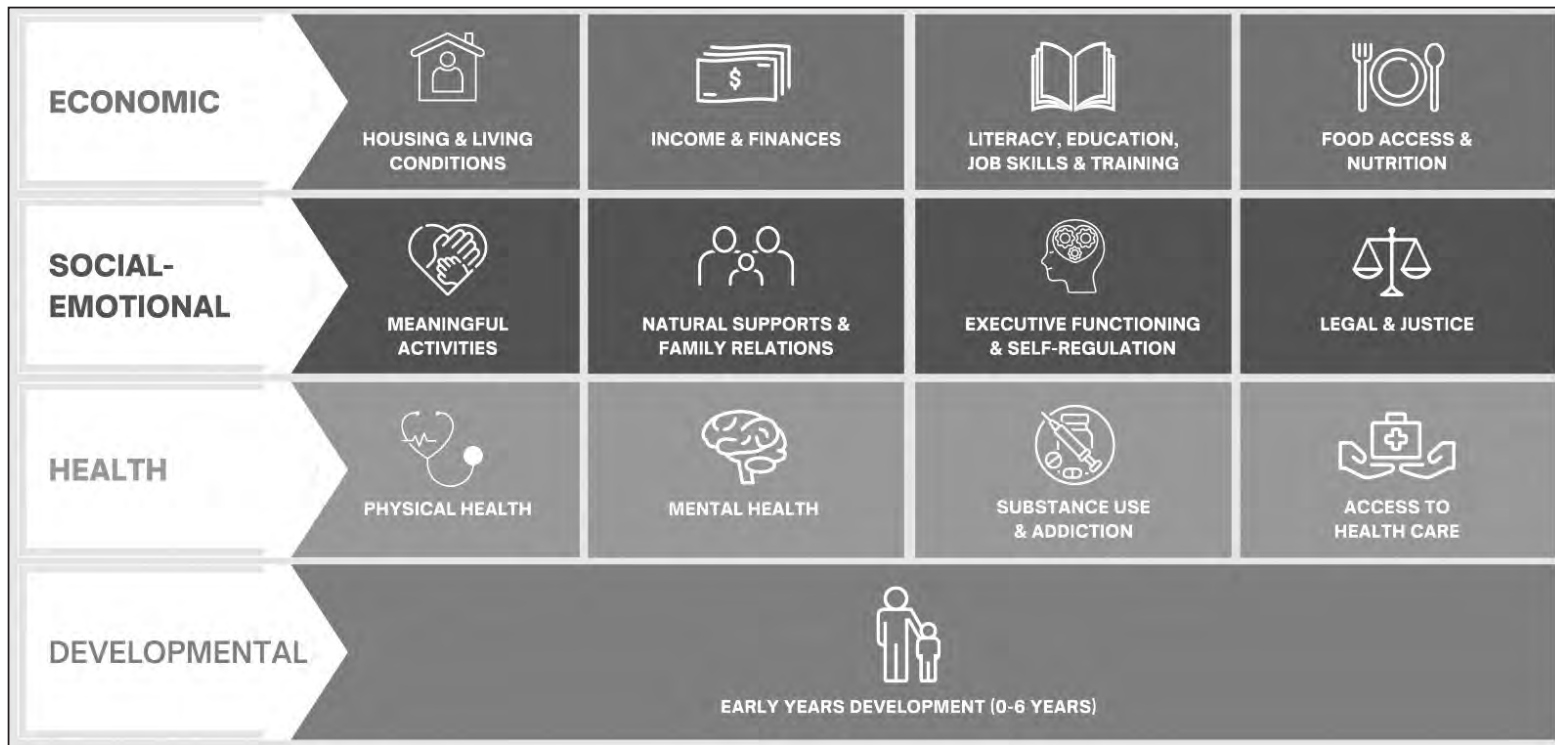 ECONOMIC
HOUSING & LIVING
CONDITIONS
$
INCOME & FINANCES
LITERACY, EDUCATION,
JOB SKILLS & TRAINING
FOOD ACCESS &
NUTRITION
SOCIAL-
EMOTIONAL
MEANINGFUL
ACTIVITIES
NATURAL SUPPORTS &
FAMILY RELATIONS
EXECUTIVE FUNCTIONING
& SELF-REGULATION
LEGAL & JUSTICE
HEALTH
PHYSICAL HEALTH
MENTAL HEALTH
SUBSTANCE USE
& ADDICTION
ACCESS TO
HEALTH CARE
DEVELOPMENTAL
EARLY YEARS DEVELOPMENT (0-6 YEARS)